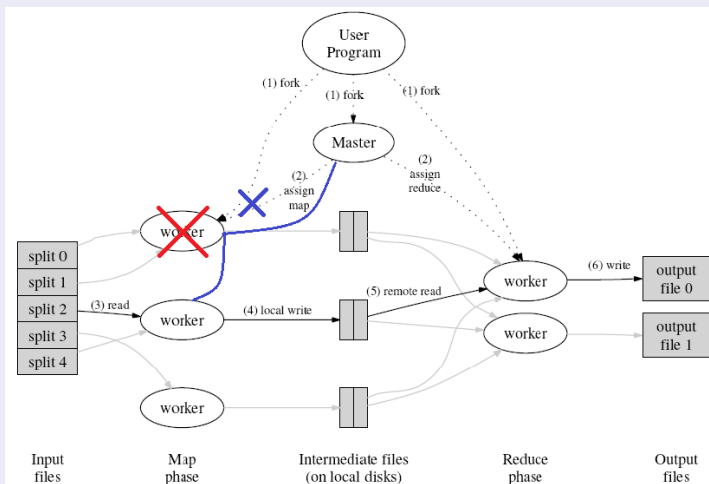 User
Program
(1) fork
(1) fork
(1) fork
Master
(2)
assign
map
(2)
assign
reduce
worker
split 0
split 1
split 2
split 3
split 4
(3) read
worker
(4) local write
(5) remote read
worker
(6) write
output
file 0
worker
output
file 1
worker
Input
files
Map
phase
Intermediate files
(on local disks)
Reduce
phase
Output
files